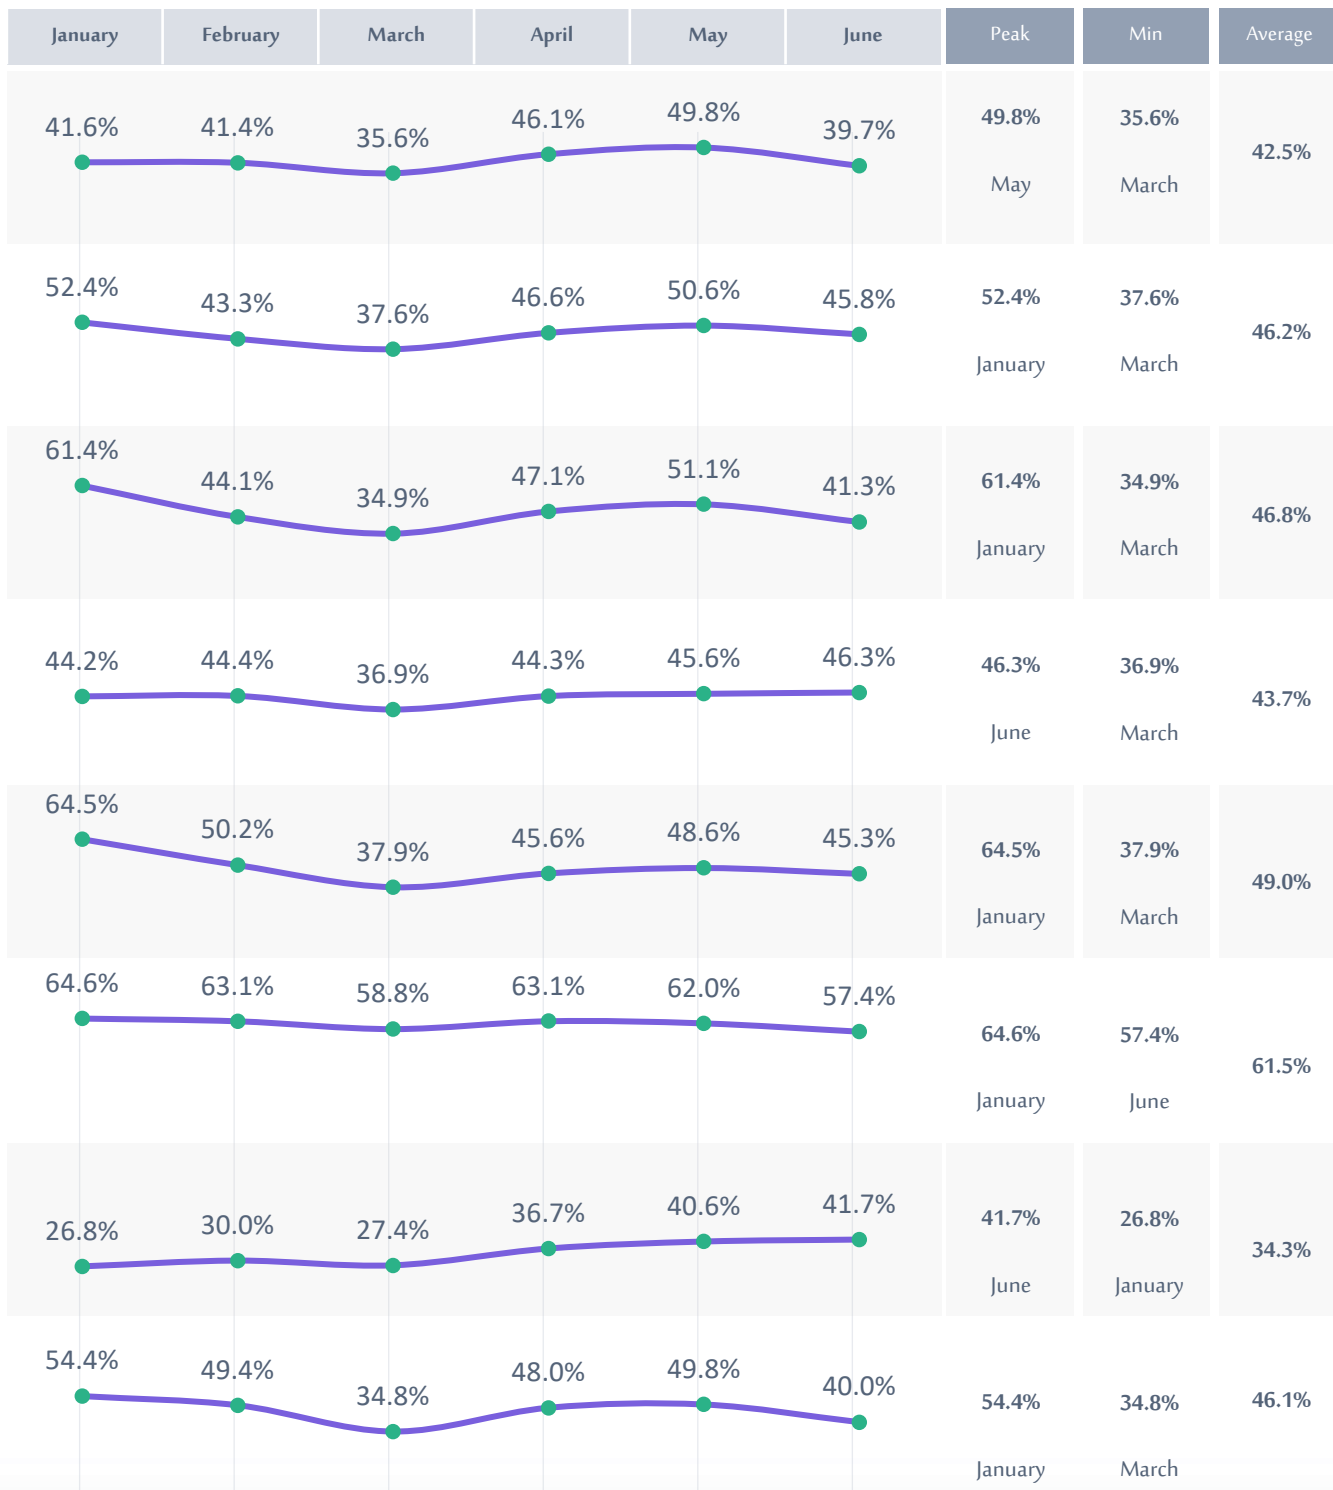 January February March April May June Peak Min Average
41.6% 41.4% 35.6% 46.1% 49.8% 39.7% 49.8% 35.6% 42.5%
May March
52.4% 43.3% 37.6% 46.6% 50.6% 45.8% 52.4% 37.6% 46.2%
January March
61.4% 44.1% 34.9% 47.1% 51.1% 41.3% 61.4% 34.9% 46.8%
January March
44.2% 44.4% 36.9% 44.3% 45.6% 46.3% 46.3% 36.9% 43.7%
June March
64.5% 50.2% 37.9% 45.6% 48.6% 45.3% 64.5% 37.9% 49.0%
January March
64.6% 63.1% 58.8% 63.1% 62.0% 57.4% 64.6% 57.4% 61.5%
January June
26.8% 30.0% 27.4% 36.7% 40.6% 41.7% 41.7% 26.8% 34.3%
June January
54.4% 49.4% 34.8% 48.0% 49.8% 40.0% 54.4% 34.8% 46.1%
January March